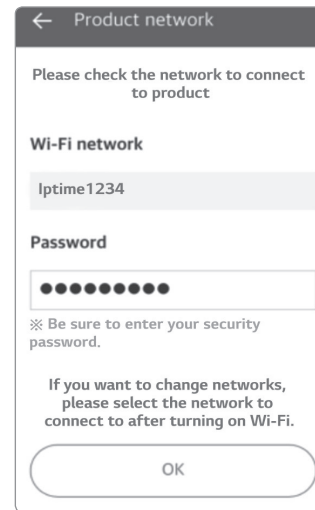 ← Product network
Please check the network to connect
to product
Wi-Fi network
Iptime1234
Password
●●●●●●●●●
※ Be sure to enter your security
password.
If you want to change networks,
please select the network to
connect to after turning on Wi-Fi.
OK